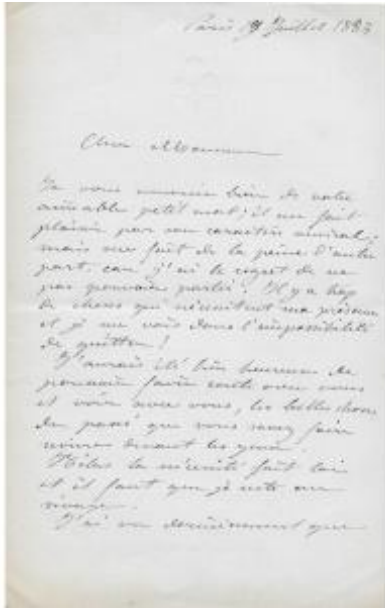 Paris 19 Juillet 1883
Cher Monsieur
Je vous remercie bien de votre
aimable petit mot; il me fait
plaisir par son caractère amical,
mais me fait de la peine d'autre
part, car j'ai le regret de ne
pas pouvoir partir. Il y a trop
de choses qui nécessitent ma présence
et je me vois dans l'impossibilité
de quitter!
J'aurais été bien heureux de
pouvoir faire route avec vous
et voir avec vous, les belles choses
du passé que vous savez faire
revivre devant les yeux.
Hélas la nécessité fait loi
et il faut que je reste au
rivage.
J'ai vu dernièrement que